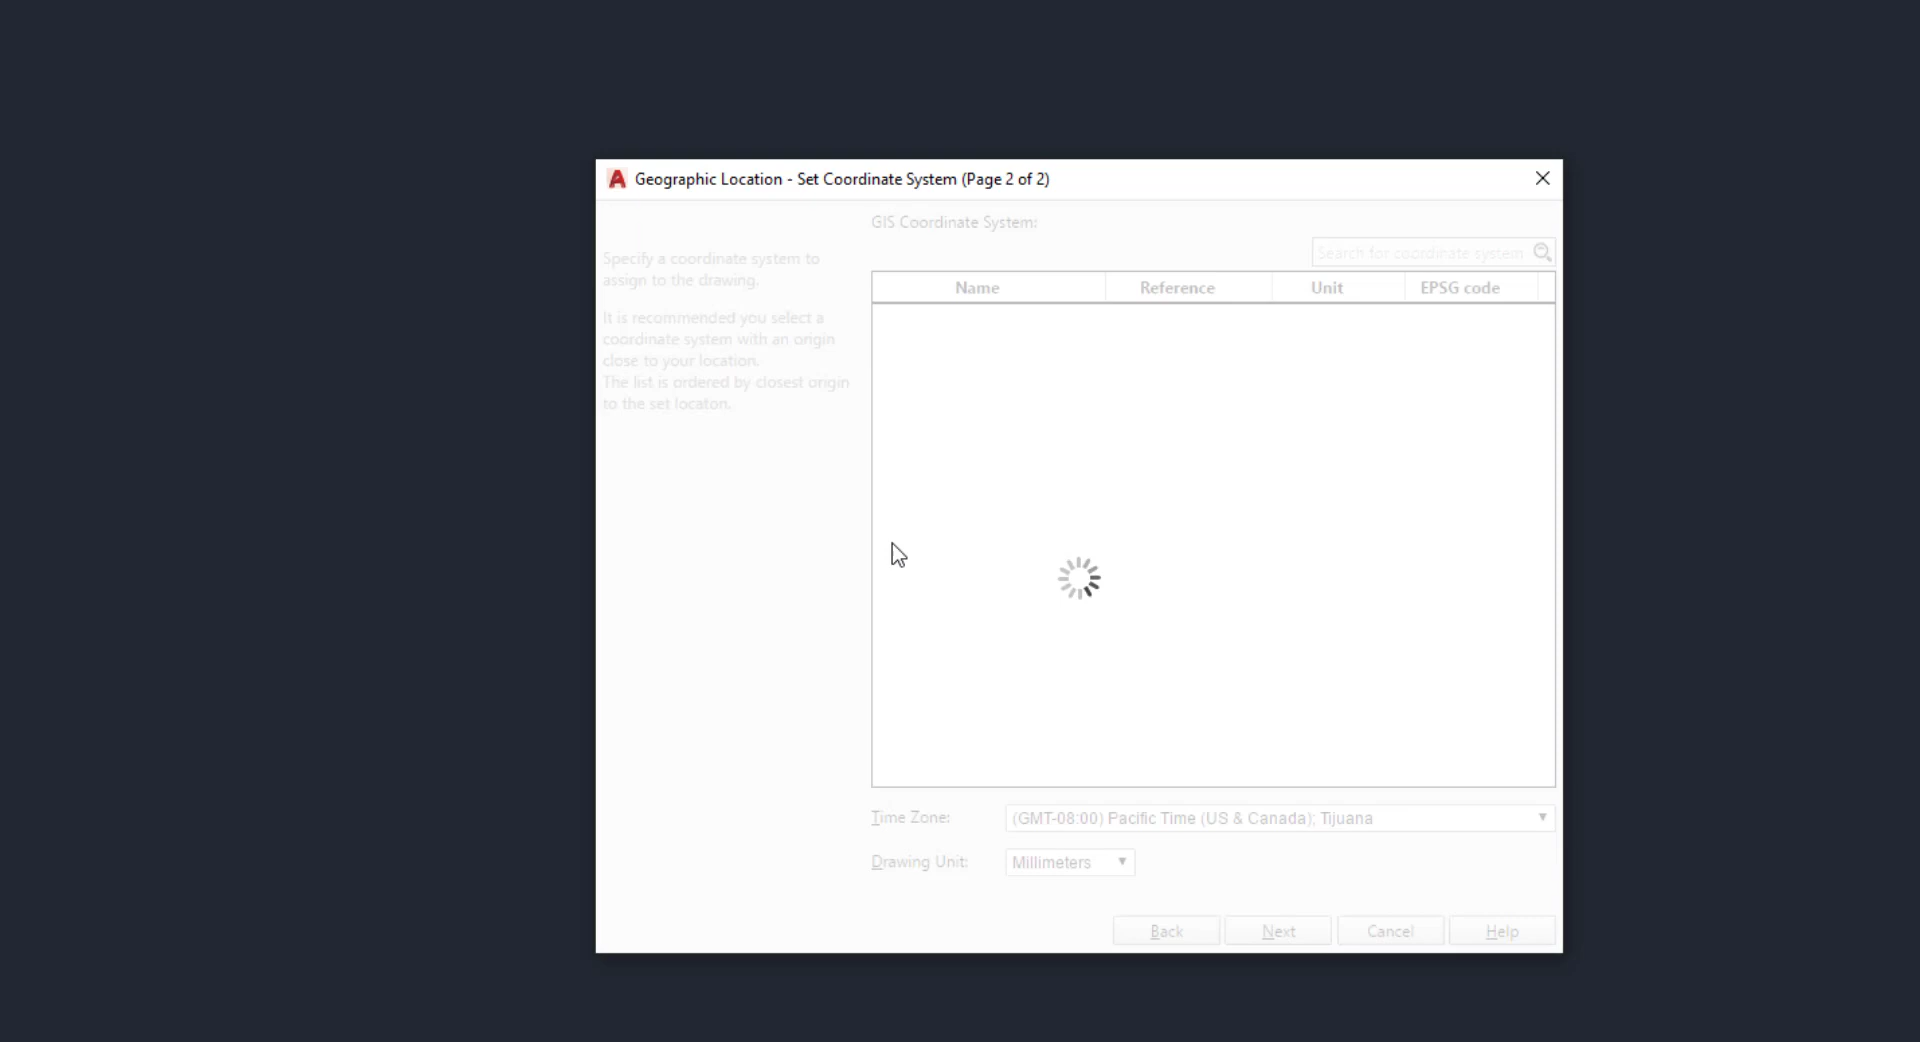 Geographic Location - Set Coordinate System (Page 2 of 2)
GIS Coordinate System:
Search for coordinate system
Specify a coordinate system to
assign to the drawing.
It is recommended you select a
coordinate system with an origin
close to your location.
The list is ordered by closest origin
to the set locaton.
Name Reference Unit EPSG code
Time Zone: (GMT-08:00) Pacific Time (US & Canada); Tijuana
Drawing Unit: Millimeters
Back Next Cancel Help